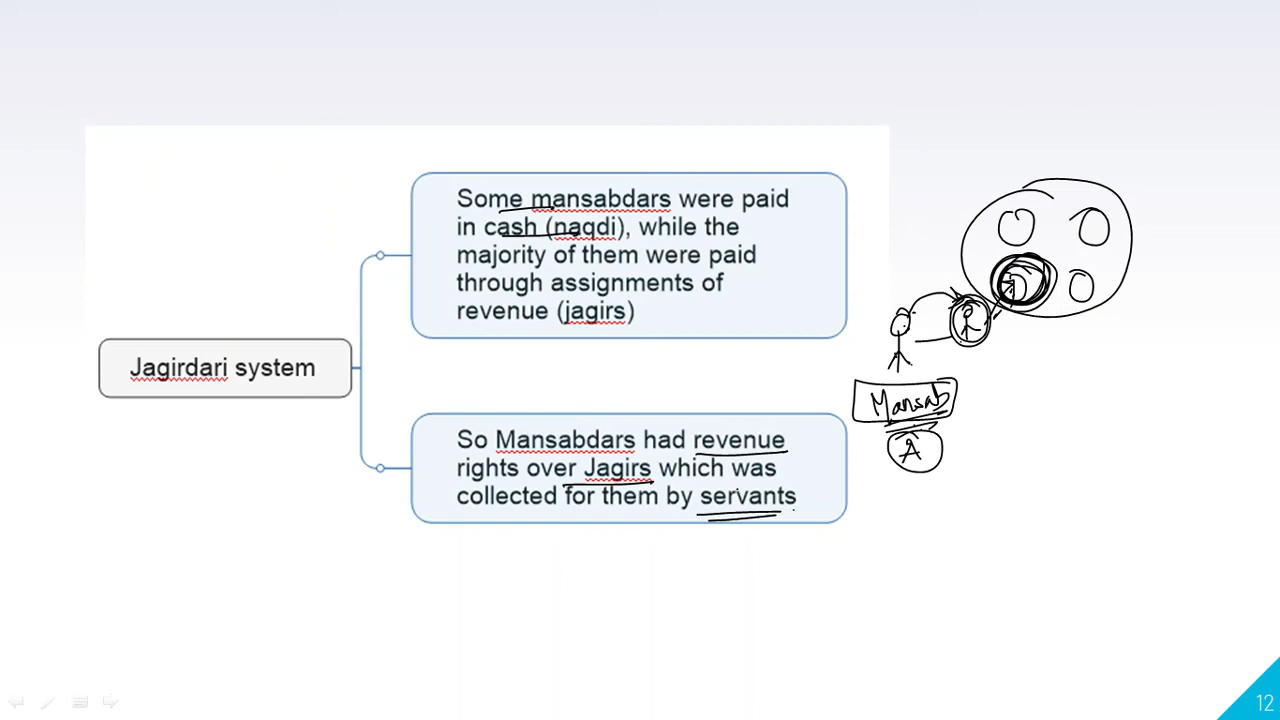 Some mansabdars were paid
in cash (naqdi), while the
majority of them were paid
through assignments of
revenue (jagirs)
Jagirdari system
So Mansabdars had revenue
rights over Jagirs which was
collected for them by servants
Mansab
A
12